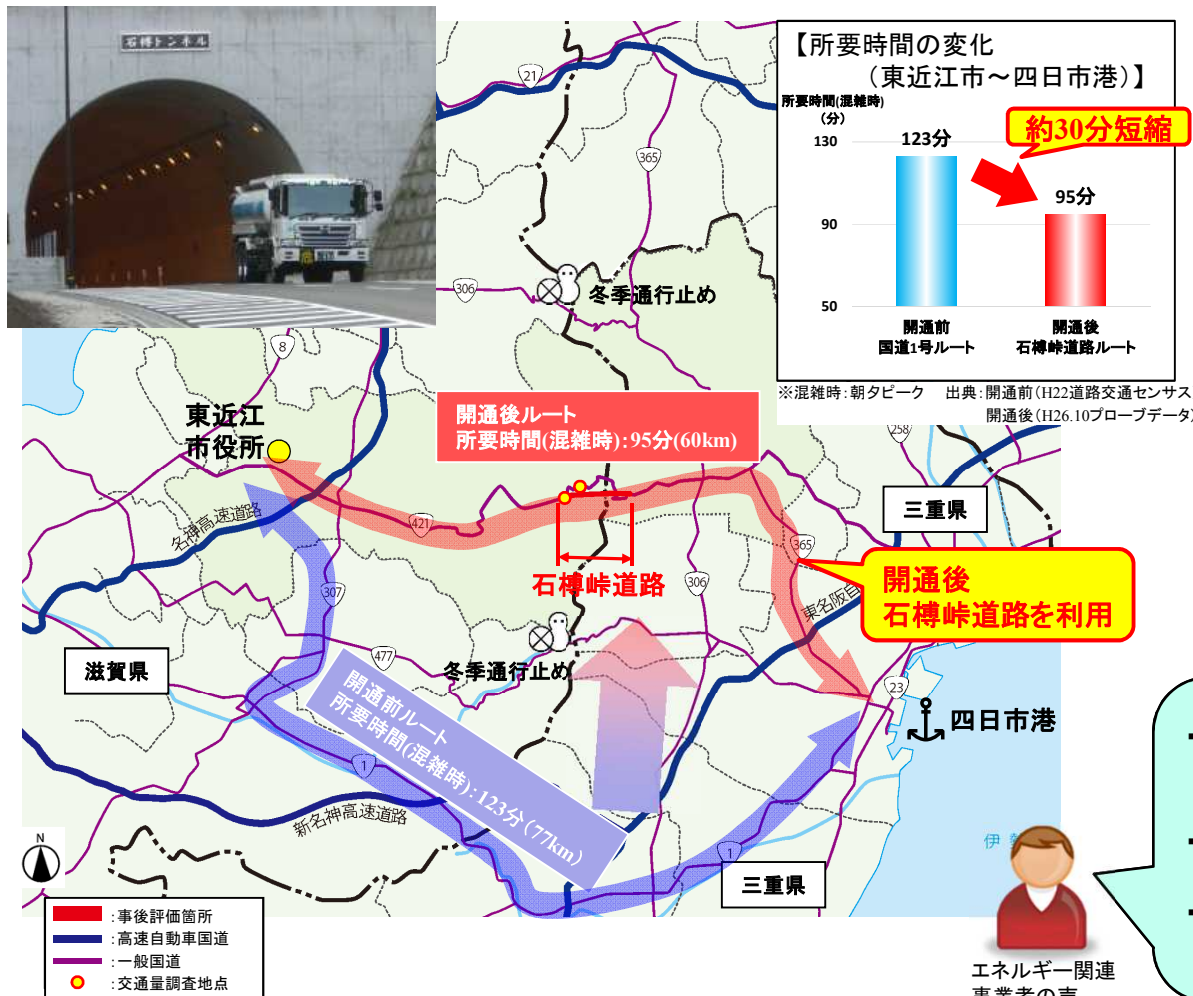 石榑トンネル
【所要時間の変化
(東近江市~四日市港)】
所要時間(混雑時)
(分)
130
90
50
123分
約30分短縮
95分
開通前
国道1号ルート
開通後
石榑峠道路ルート
※混雑時:朝夕ピーク 出典:開通前(H22道路交通センサス
開通後(H26.10プローブデータ)
21
365
306
冬季通行止め
8
東近江
市役所
開通後ルート
所要時間(混雑時):95分(60km)
258
三重県
名神高速道路
421
365
石榑峠道路
306
東名阪自
開通後
石榑峠道路を利用
307
477
冬季通行止め
滋賀県
開通前ルート
所要時間(混雑時):123分(77km)
23
四日市港
1
新名神高速道路
1
三重県
伊
N
:事後評価箇所
:高速自動車国道
:一般国道
:交通量調査地点
エネルギー関連
事業者の声